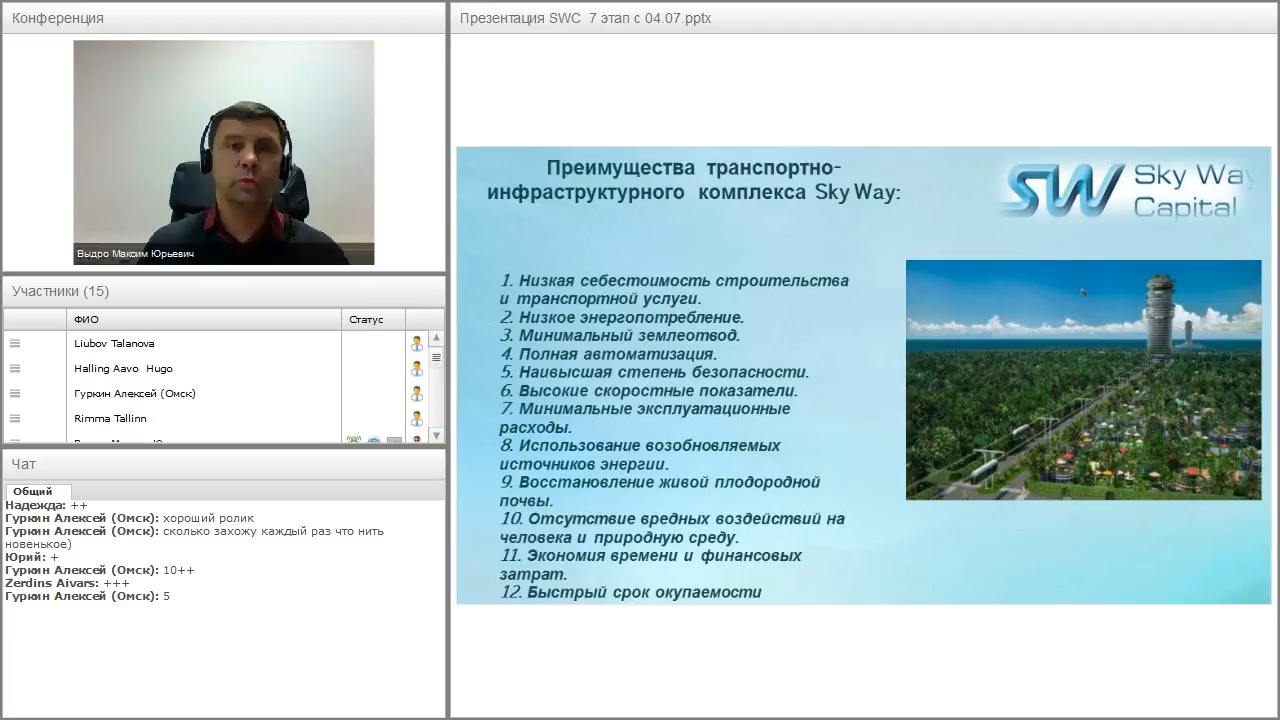 Конференция
Выдро Максим Юрьевич
Участники (15)
ФИО
Статус
Liubov Talanova
Halling Aavo Hugo
Гуркин Алексей (Омск)
Rimma Tallinn
Чат
Общий
Надежда: ++
Гуркин Алексей (Омск): хороший ролик
Гуркин Алексей (Омск): сколько захожу каждый раз что нить
новенькое)
Юрий: +
Гуркин Алексей (Омск): 10++
Zerdins Aivars: +++
Гуркин Алексей (Омск): 5
Презентация SWC 7 этап с 04.07.pptx
Преимущества транспортно-
инфраструктурного комплекса Sky Way:
SW
Sky Way
Capital
1. Низкая себестоимость строительства
и транспортной услуги.
2. Низкое энергопотребление.
3. Минимальный землеотвод.
4. Полная автоматизация.
5. Наивысшая степень безопасности.
6. Высокие скоростные показатели.
7. Минимальные эксплуатационные
расходы.
8. Использование возобновляемых
источников энергии.
9. Восстановление живой плодородной
почвы.
10. Отсутствие вредных воздействий на
человека и природную среду.
11. Экономия времени и финансовых
затрат.
12. Быстрый срок окупаемости